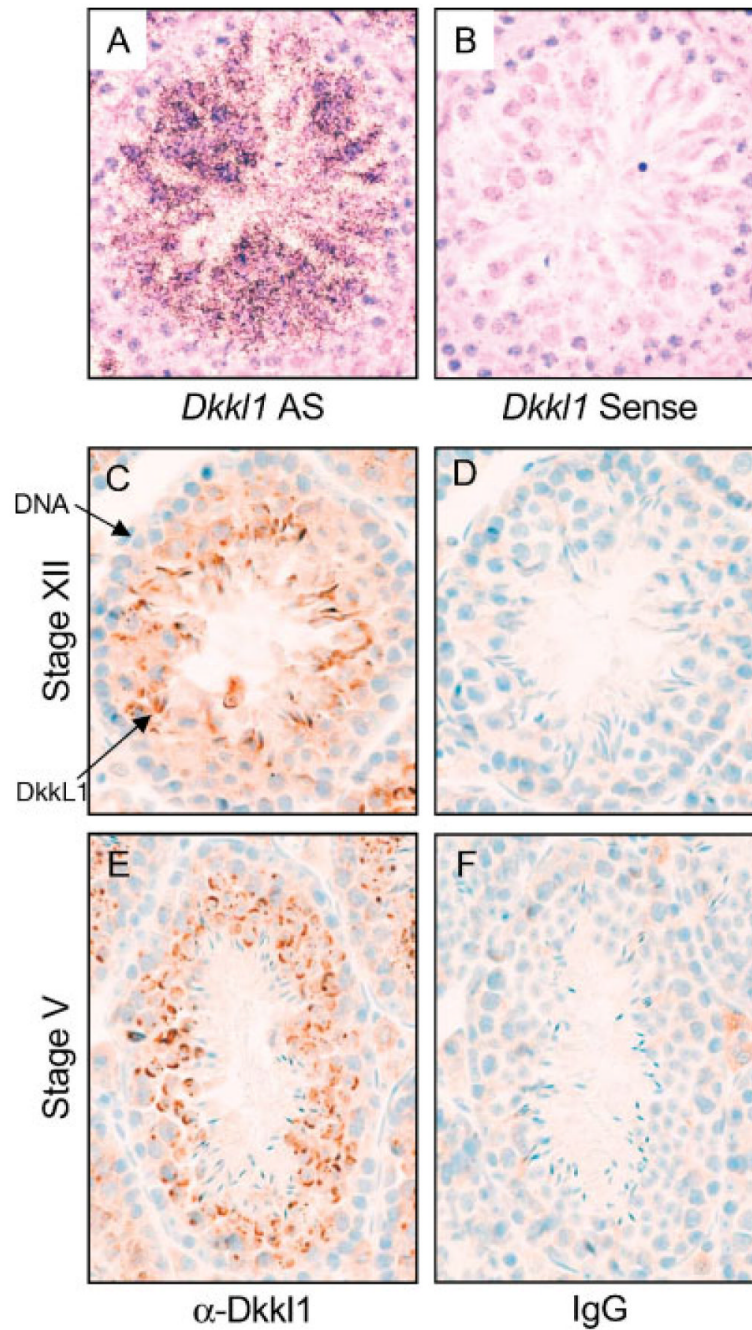 A
B
Dkkl1 AS
Dkkl1 Sense
Stage XII
DNA
DkkL1
C
D
Stage V
E
F
α-Dkkl1
IgG